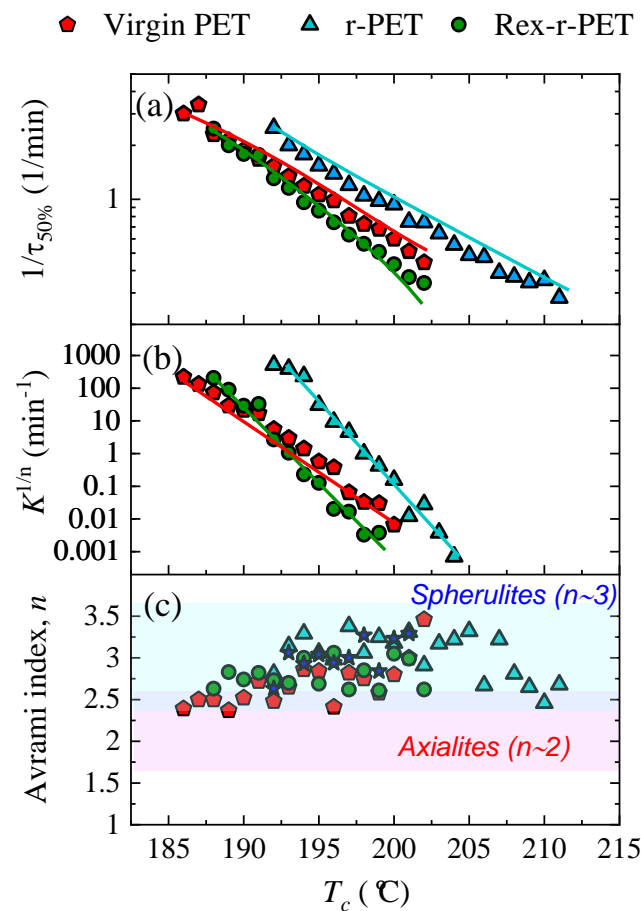 Virgin PET r-PET Rex-r-PET
(a)
1/τ50% (1/min)
1
(b)
K1/n (min-1)
1000
100
10
1
0.1
0.01
0.001
(c)
Spherulites (n~3)
Avrami index, n
3.5
3
2.5
2
1.5
1
Axialites (n~2)
185 190 195 200 205 210 215
Tc (°C)